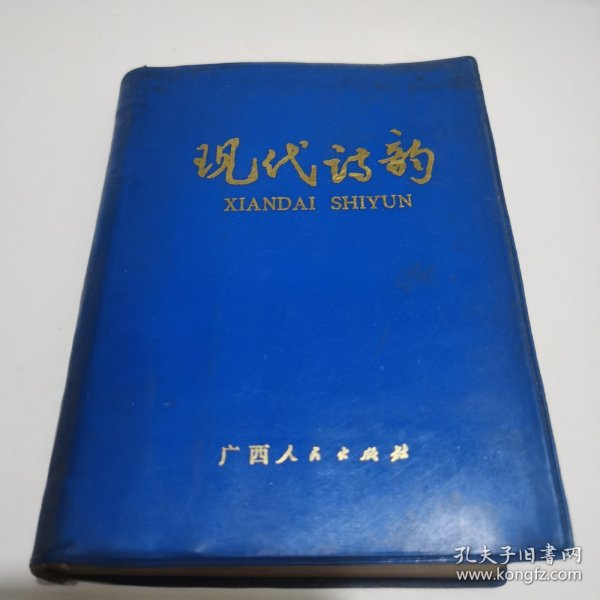 现代诗韵
XIANDAI SHIYUN
广西人民出版社
孔夫子旧書网
www.kongfz.com